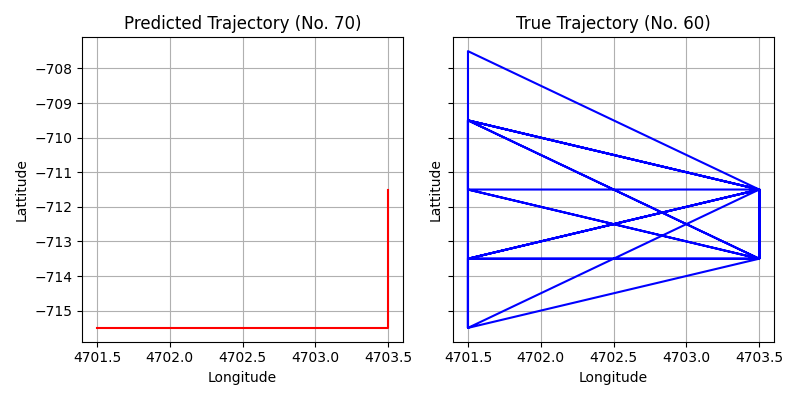 Predicted Trajectory (No. 70)
True Trajectory (No. 60)
Lattitude
−708
−709
−710
−711
−712
−713
−714
−715
4701.5 4702.0 4702.5 4703.0 4703.5
Longitude
Lattitude
4701.5 4702.0 4702.5 4703.0 4703.5
Longitude